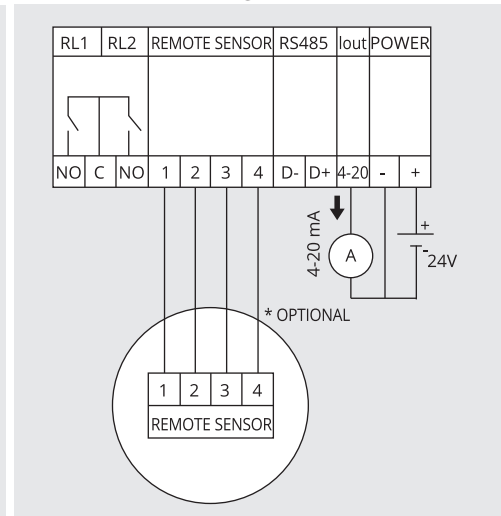 RL1 RL2 REMOTE SENSOR RS485 Iout POWER
NO C NO 1 2 3 4 D- D+ 4-20 - +
4-20 mA
A
+
-
24V
* OPTIONAL
1 2 3 4
REMOTE SENSOR